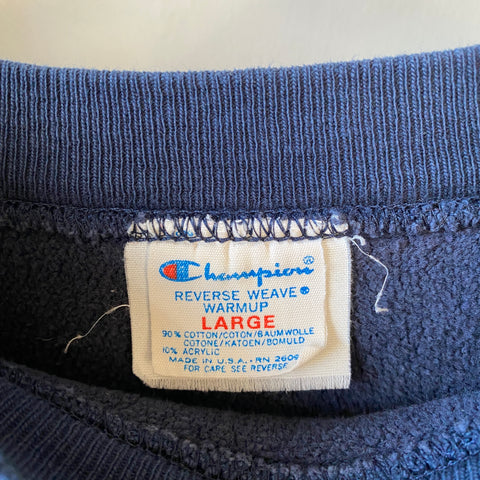 Champion®
REVERSE WEAVE®
WARMUP
LARGE
90% COTTON/COTON/BAUMWOLLE
COTONE/KATOEN/BOMULD
10% ACRYLIC
MADE IN U.S.A. • RN 26094
FOR CARE SEE REVERSE